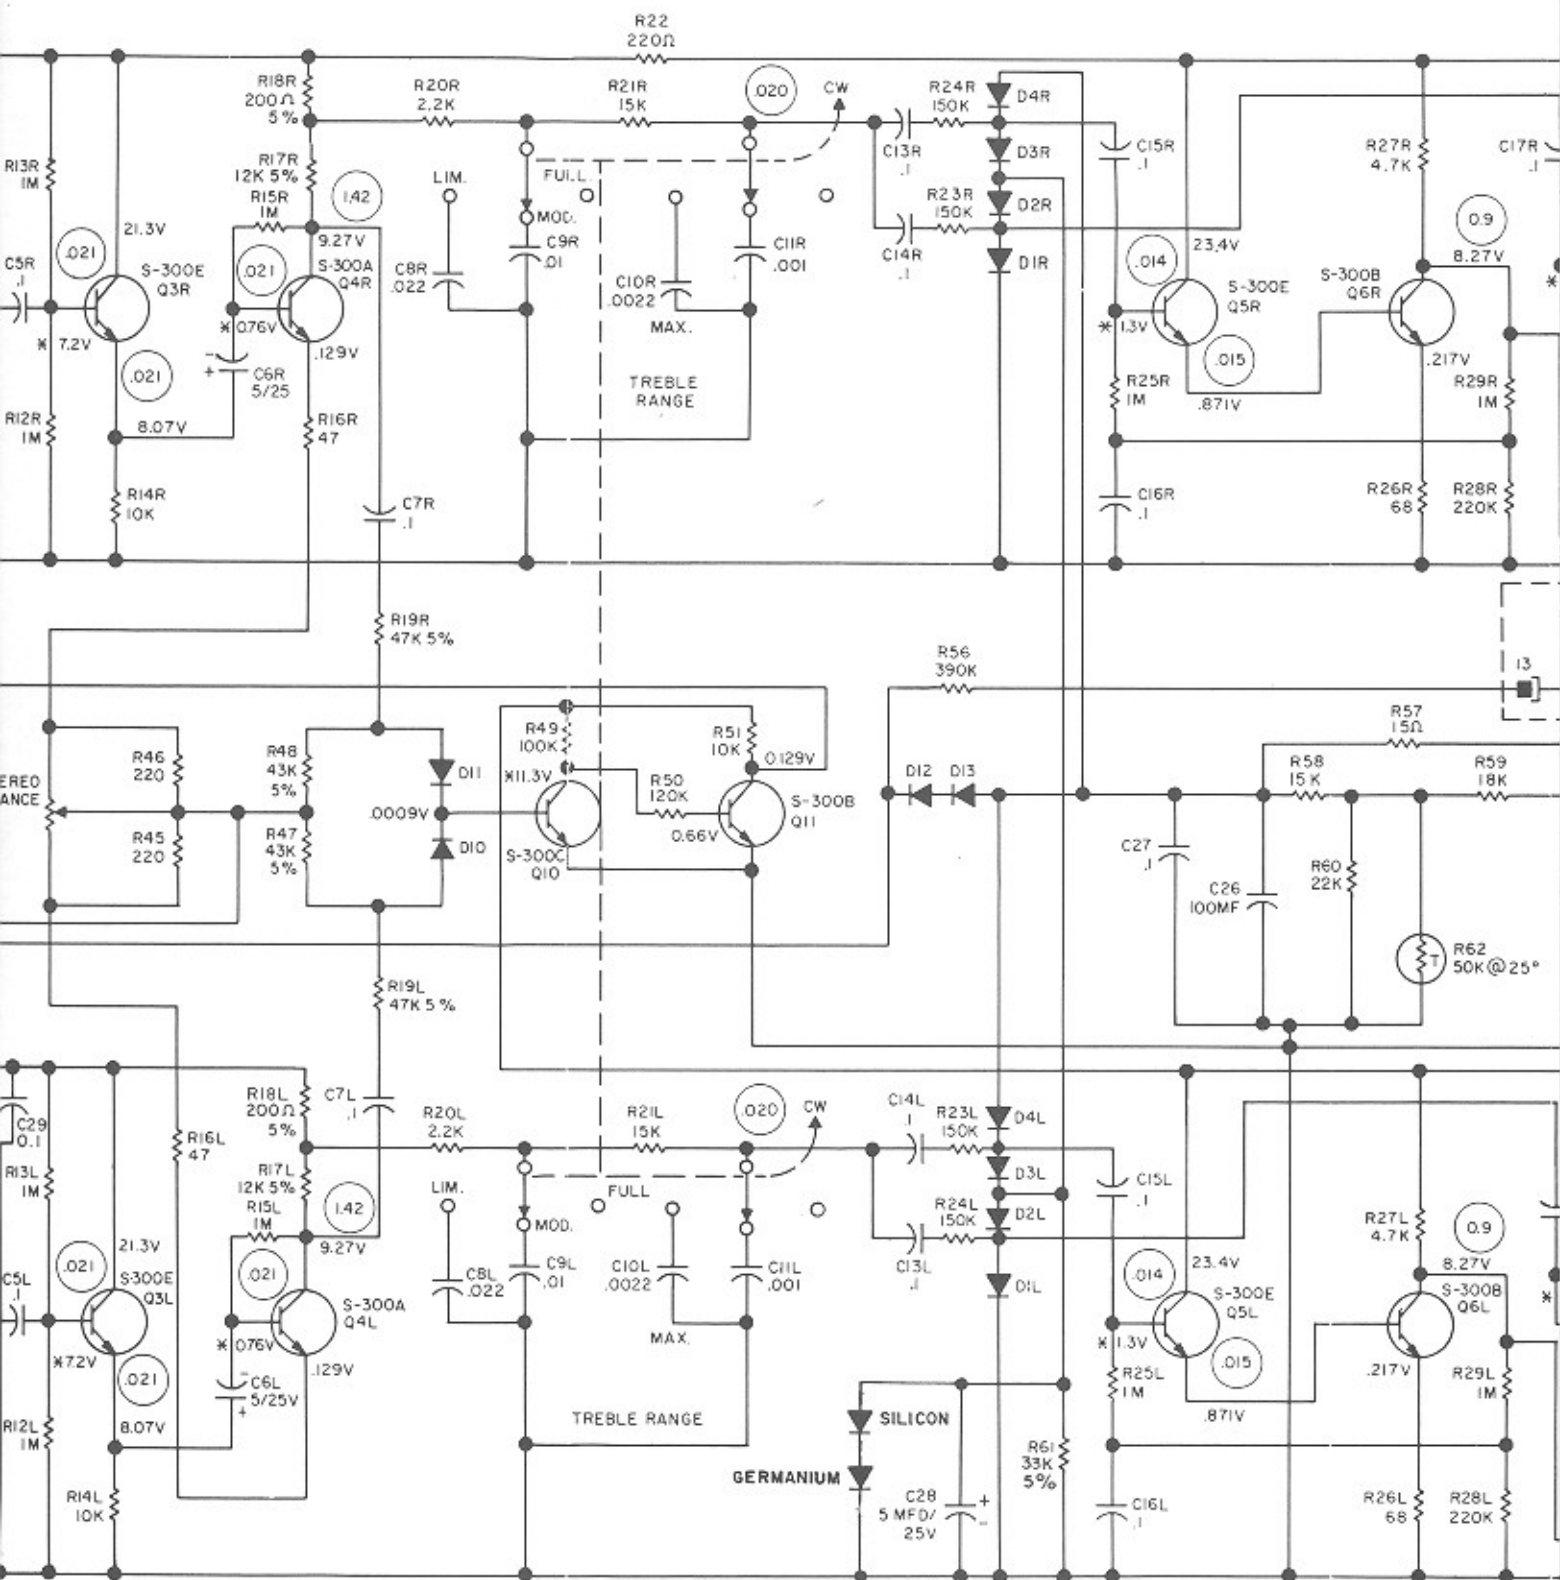 R22
220Ω
R18R
200Ω
5%
R20R
2.2K
R21R
15K
.020
CW
R24R
150K
D4R
R13R
1M
R17R
12K 5%
R15R
1M
1.42
LIM.
FULL
MOD.
C13R
.1
D3R
C15R
.1
R27R
4.7K
C17R
.1
R23R
150K
D2R
21.3V
9.27V
C9R
.01
C11R
.001
C14R
.1
D1R
23.4V
0.9
8.27V
C5R
.1
.021
S-300E
Q3R
.021
S-300A
Q4R
C8R
.022
C10R
.0022
.014
S-300E
Q5R
S-300B
Q6R
*
* 7.2V
* 0.76V
.129V
MAX.
* 1.3V
.021
C6R
5/25
- +
TREBLE
RANGE
.015
.871V
.217V
R25R
1M
R29R
1M
R12R
1M
8.07V
R16R
47
R14R
10K
C7R
.1
C16R
.1
R26R
68
R28R
220K
R19R
47K 5%
R56
390K
13
R57
15Ω
R46
220
R48
43K
5%
D11
R49
100K
R51
10K
0.129V
D12
D13
R58
15K
R59
18K
*11.3V
R50
120K
S-300B
Q11
EREO
ANCE
.0009V
0.66V
R45
220
R47
43K
5%
D10
S-300C
Q10
C27
.1
C26
100MF
R60
22K
T
R62
50K@25°
R19L
47K 5%
C29
0.1
R16L
47
R18L
200Ω
5%
C7L
.1
R20L
2.2K
R21L
15K
.020
CW
C14L
.1
R23L
150K
D4L
R13L
1M
R17L
12K 5%
R15L
1M
1.42
LIM.
FULL
MOD.
D3L
C15L
.1
R24L
150K
D2L
R27L
4.7K
0.9
8.27V
21.3V
9.27V
C9L
.01
C11L
.001
C13L
.1
D1L
23.4V
C5L
.1
.021
S-300E
Q3L
.021
S-300A
Q4L
C8L
.022
C10L
.0022
.014
S-300E
Q5L
S-300B
Q6L
*
*7.2V
* 0.76V
.129V
MAX.
* 1.3V
.021
C6L
5/25V
- +
.015
.871V
.217V
R25L
1M
R29L
1M
R12L
1M
8.07V
TREBLE RANGE
SILICON
GERMANIUM
R61
33K
5%
R14L
10K
C28
5 MFD/
25V
+ -
C16L
.1
R26L
68
R28L
220K